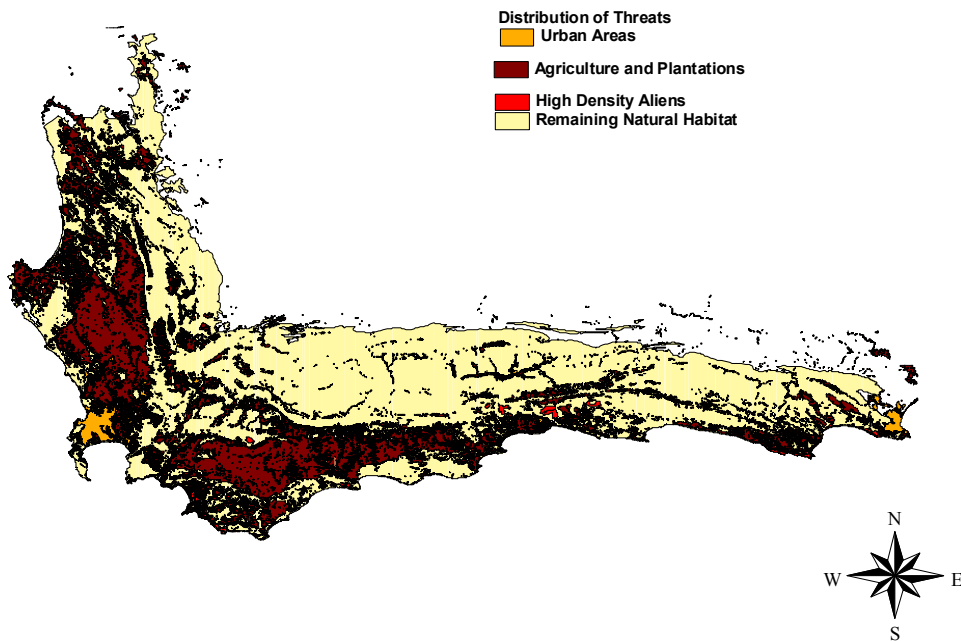 Distribution of Threats
Urban Areas
Agriculture and Plantations
High Density Aliens
Remaining Natural Habitat
N
W
E
S